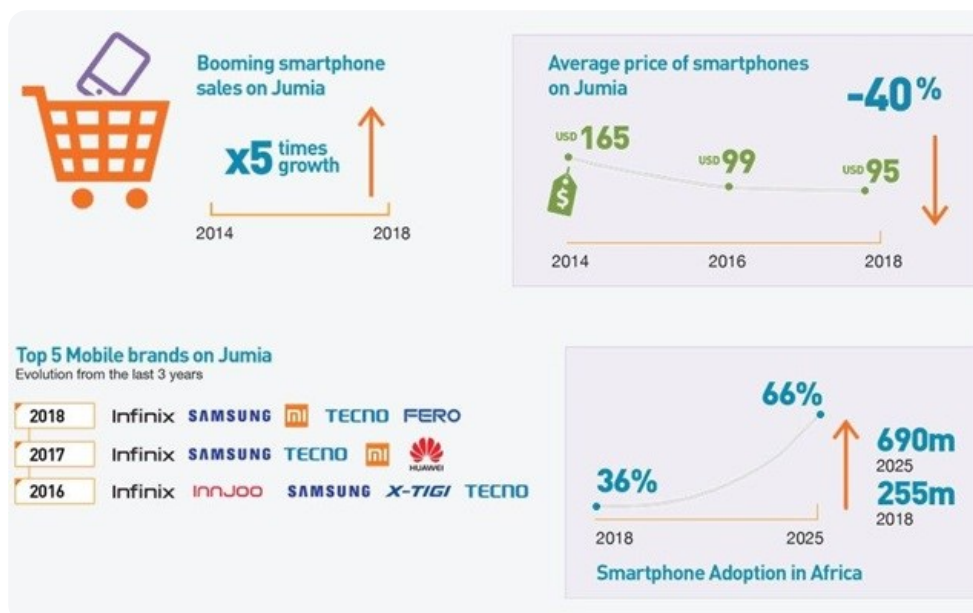 Booming smartphone
sales on Jumia
x5 times
growth
2014 2018
Average price of smartphones
on Jumia
-40%
USD 165
USD 99
USD 95
$
2014 2016 2018
Top 5 Mobile brands on Jumia
Evolution from the last 3 years
2018 Infinix SAMSUNG mi TECNO FERO
2017 Infinix SAMSUNG TECNO mi HUAWEI
2016 Infinix INNJOO SAMSUNG X-TIGI TECNO
66%
36%
690m
2025
255m
2018
2018 2025
Smartphone Adoption in Africa